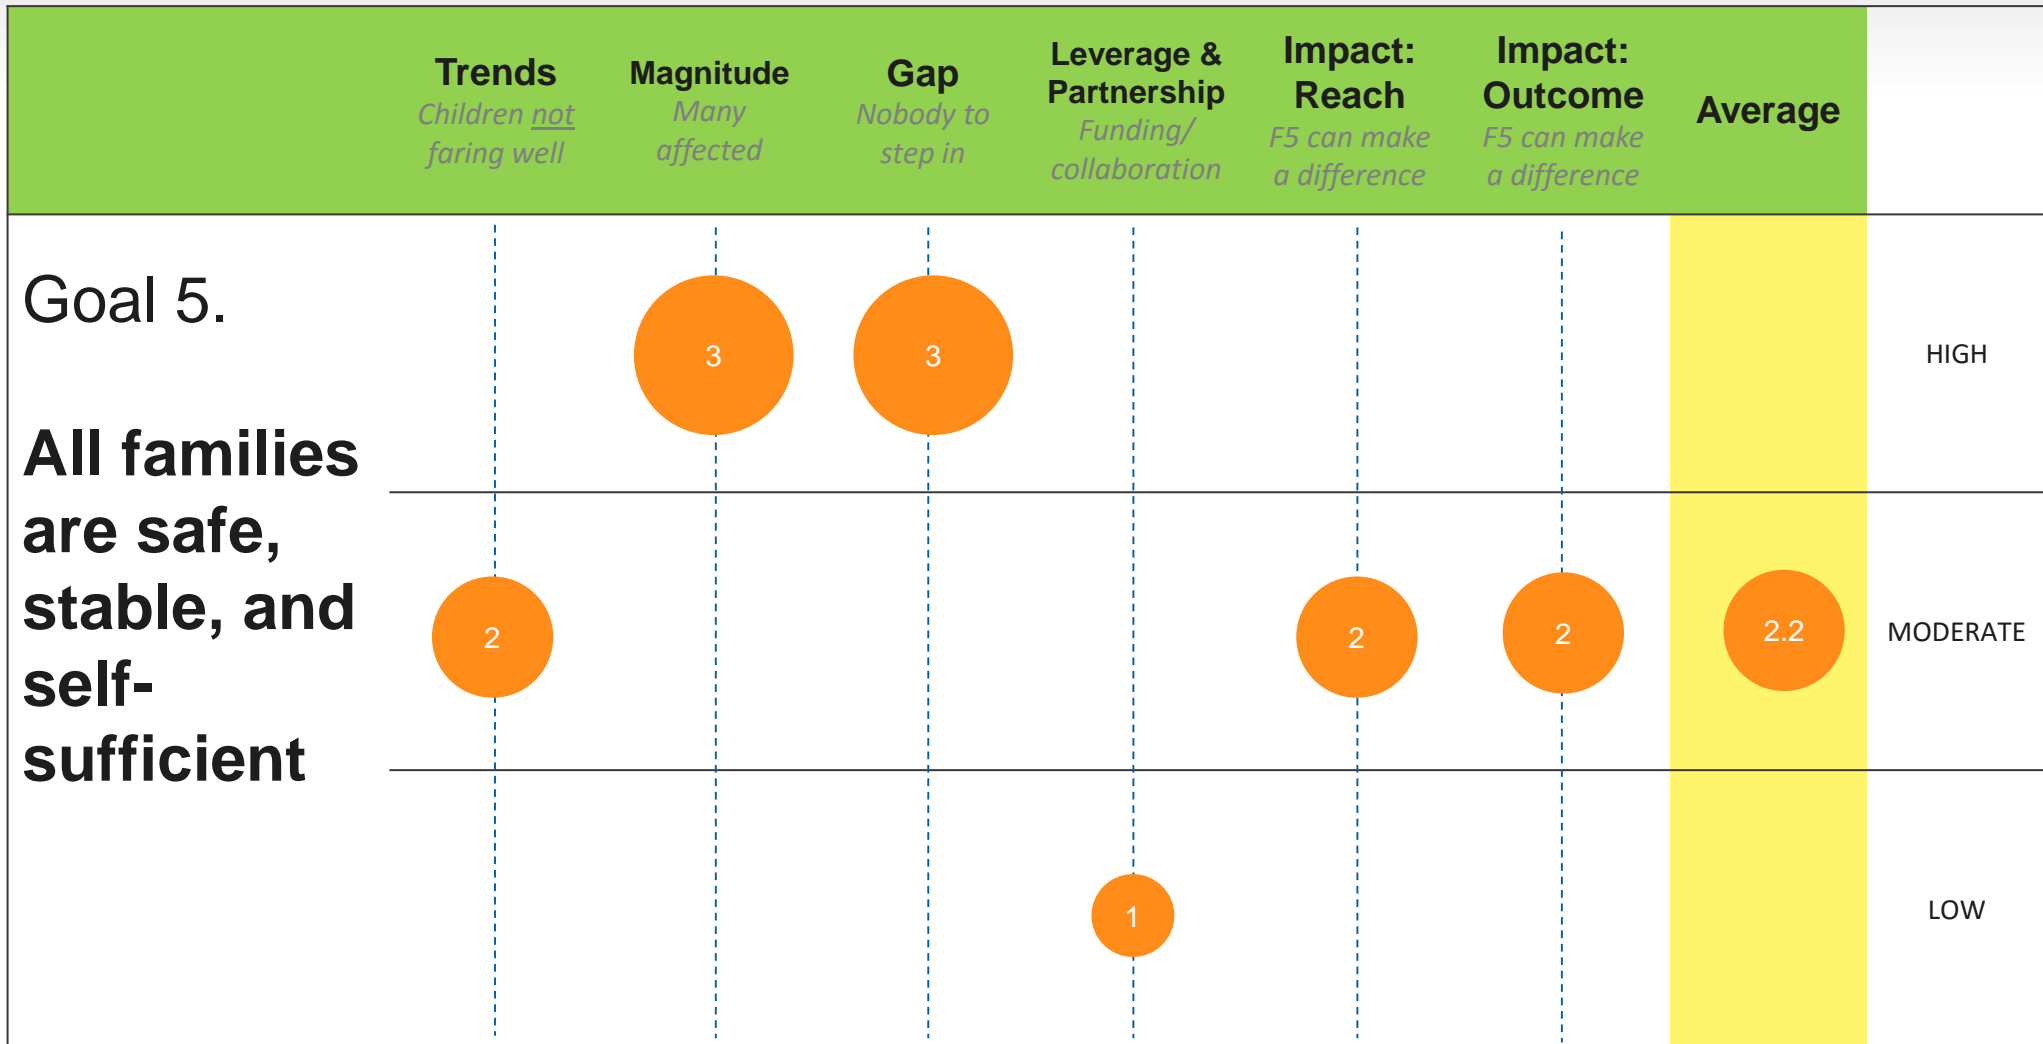 Trends
Children not
faring well
Magnitude
Many
affected
Gap
Nobody to
step in
Leverage &
Partnership
Funding/
collaboration
Impact:
Reach
F5 can make
a difference
Impact:
Outcome
F5 can make
a difference
Average
Goal 5.
All families
are safe,
stable, and
self-
sufficient
3
3
HIGH
2
2
2
2.2
MODERATE
1
LOW